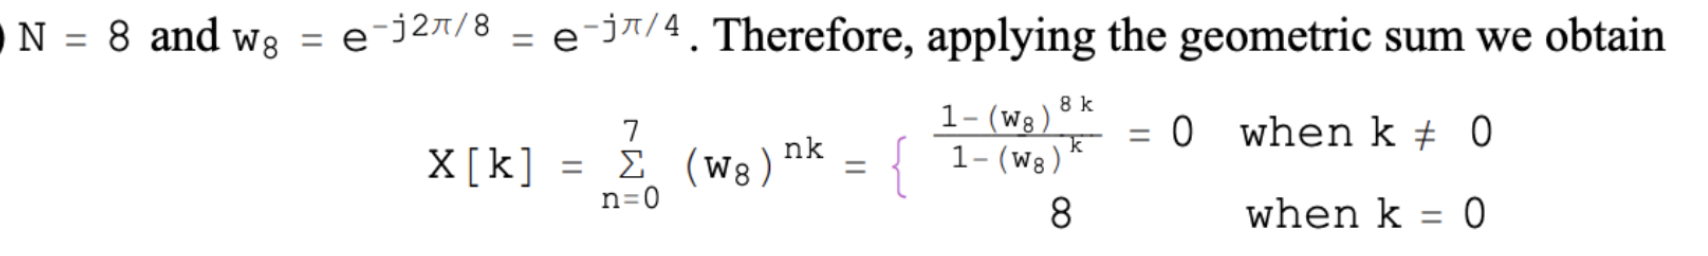 ) N = 8 and w₈ = e^(-j2π/8) = e^(-jπ/4). Therefore, applying the geometric sum we obtain
X[k] = Σ_{n=0}^{7} (w₈)^{nk} = { (1-(w₈)^{8k})/(1-(w₈)^{k}) = 0 when k ≠ 0
8 when k = 0